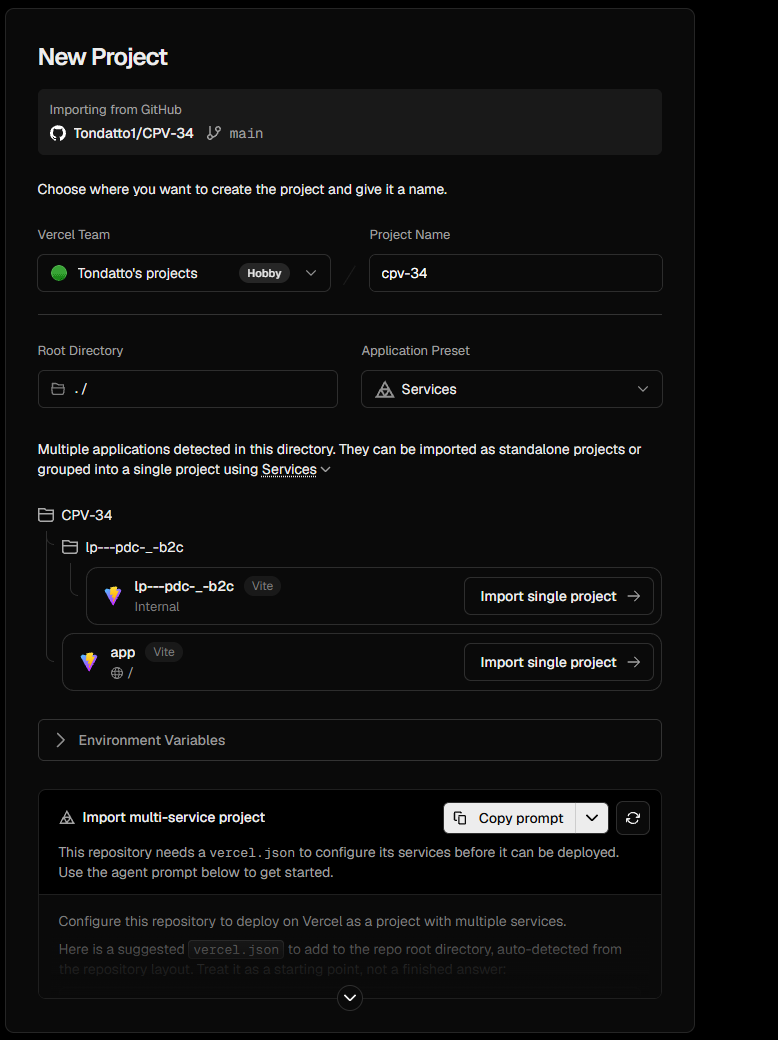 New Project
Importing from GitHub
Tondatto1/CPV-34 main
Choose where you want to create the project and give it a name.
Vercel Team
Project Name
Tondatto's projects Hobby
/
cpv-34
Root Directory
Application Preset
./
Services
Multiple applications detected in this directory. They can be imported as standalone projects or
grouped into a single project using Services
CPV-34
lp---pdc-_-b2c
lp---pdc-_-b2c Vite
Internal
Import single project →
app Vite
/
Import single project →
Environment Variables
Import multi-service project
Copy prompt
This repository needs a vercel.json to configure its services before it can be deployed.
Use the agent prompt below to get started.
Configure this repository to deploy on Vercel as a project with multiple services.
Here is a suggested vercel.json to add to the repo root directory, auto-detected from
the repository layout. Treat it as a starting point, not a finished answer: